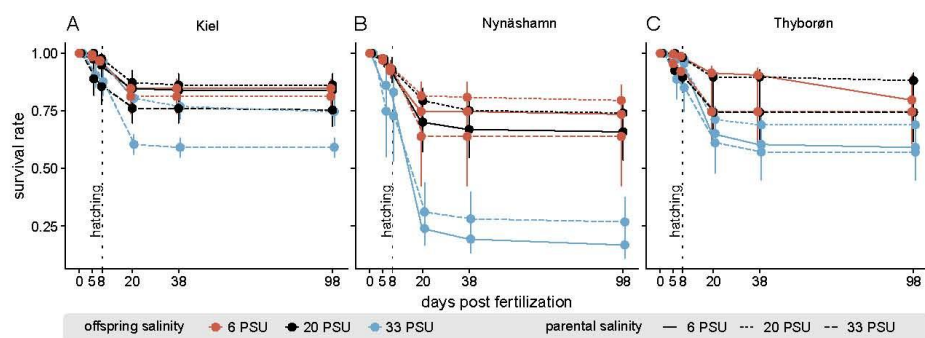 A Kiel
B Nynäshamn
C Thyborøn
survival rate
1.00
0.75
0.50
0.25
hatching
hatching
hatching
0 5 8 20 38 98
0 5 8 20 38 98
0 5 8 20 38 98
days post fertilization
offspring salinity 6 PSU 20 PSU 33 PSU parental salinity 6 PSU 20 PSU 33 PSU